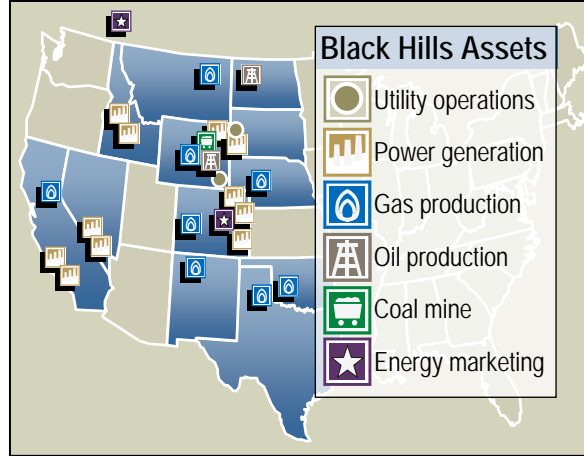 Black Hills Assets
Utility operations
Power generation
Gas production
Oil production
Coal mine
Energy marketing